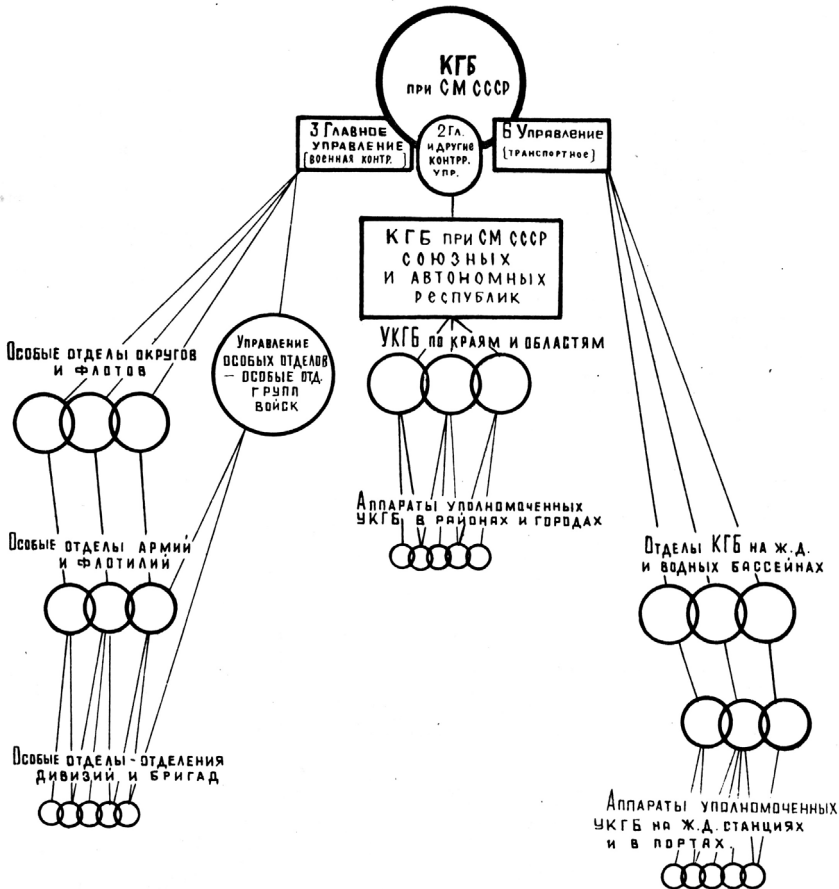 КГБ
ПРИ СМ СССР
3 ГЛАВНОЕ
УПРАВЛЕНИЕ
(ВОЕННАЯ КОНТР.)
2 ГЛ.
И ДРУГИЕ
КОНТРР.
УПР.
6 УПРАВЛЕНИЕ
(ТРАНСПОРТНОЕ)
КГБ ПРИ СМ СССР
СОЮЗНЫХ
И АВТОНОМНЫХ
РЕСПУБЛИК
УПРАВЛЕНИЕ
ОСОБЫХ ОТДЕЛОВ
– ОСОБЫЕ ОТД.
ГРУПП
ВОЙСК
УКГБ ПО КРАЯМ И ОБЛАСТЯМ
ОСОБЫЕ ОТДЕЛЫ ОКРУГОВ
И ФЛОТОВ
АППАРАТЫ УПОЛНОМОЧЕННЫХ
УКГБ В РАЙОНАХ И ГОРОДАХ
ОСОБЫЕ ОТДЕЛЫ АРМИЙ
И ФЛОТИЛИЙ
ОТДЕЛЫ КГБ НА Ж.Д.
И ВОДНЫХ БАССЕЙНАХ
ОСОБЫЕ ОТДЕЛЫ-ОТДЕЛЕНИЯ
ДИВИЗИЙ И БРИГАД
АППАРАТЫ УПОЛНОМОЧЕННЫХ
УКГБ НА Ж.Д. СТАНЦИЯХ
И В ПОРТАХ.